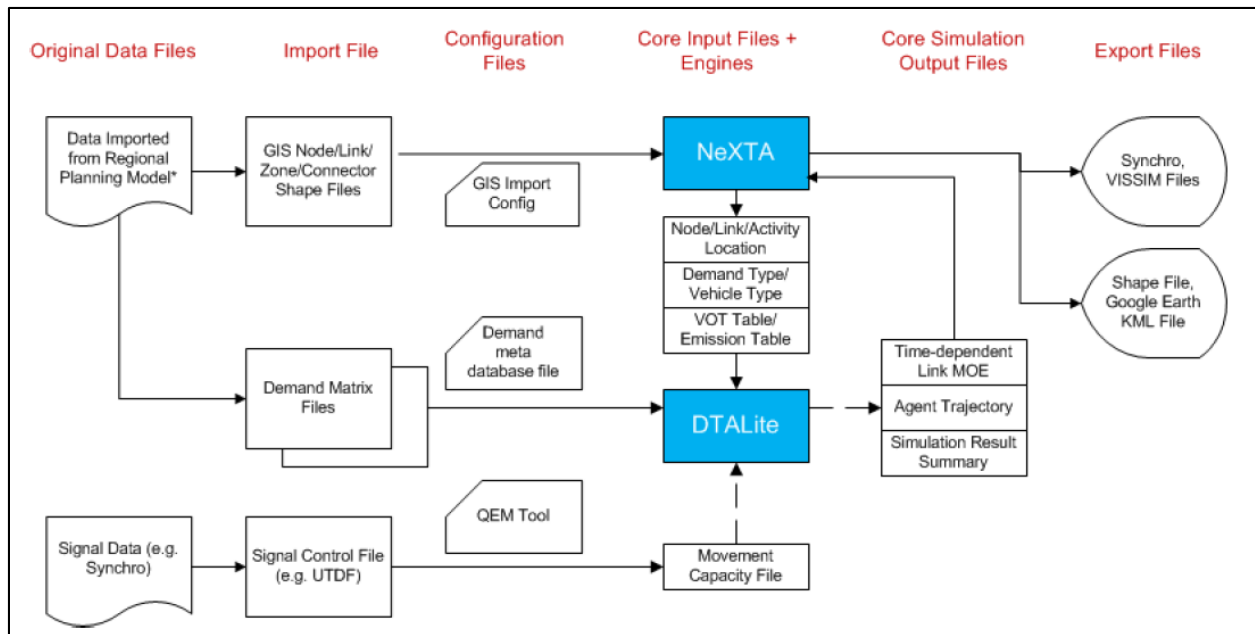 Original Data Files
Import File
Configuration
Files
Core Input Files +
Engines
Core Simulation
Output Files
Export Files
Data Imported
from Regional
Planning Model*
GIS Node/Link/
Zone/Connector
Shape Files
GIS Import
Config
NeXTA
Synchro,
VISSIM Files
Node/Link/Activity
Location
Demand Type/
Vehicle Type
VOT Table/
Emission Table
Shape File,
Google Earth
KML File
Demand Matrix
Files
Demand
meta
database file
DTALite
Time-dependent
Link MOE
Agent Trajectory
Simulation Result
Summary
Signal Data (e.g.
Synchro)
Signal Control File
(e.g. UTDF)
QEM Tool
Movement
Capacity File